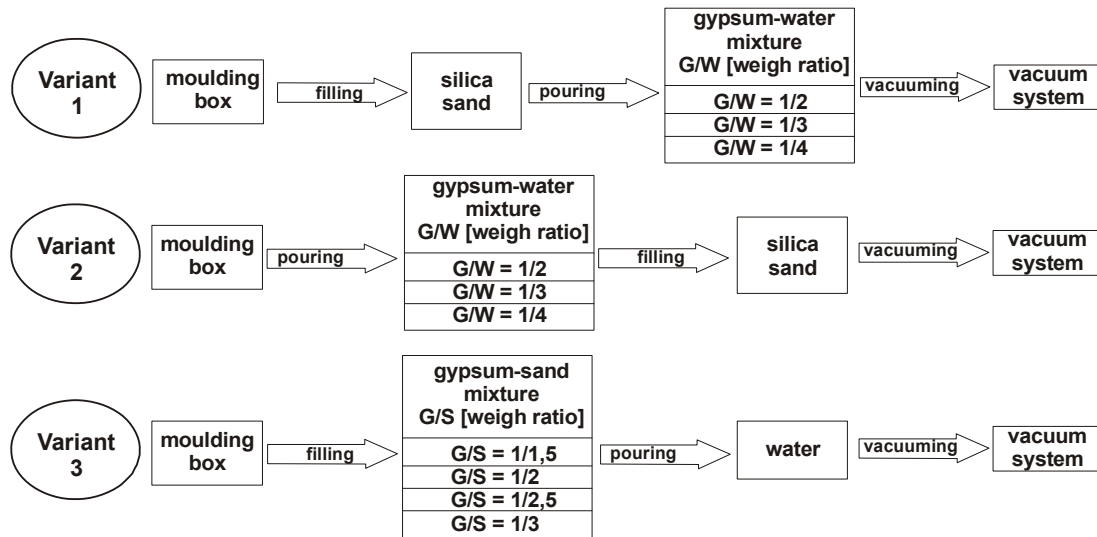 Variant
1
moulding
box
filling
silica
sand
pouring
gypsum-water
mixture
G/W [weigh ratio]
G/W = 1/2
G/W = 1/3
G/W = 1/4
vacuuming
vacuum
system
Variant
2
moulding
box
pouring
gypsum-water
mixture
G/W [weigh ratio]
G/W = 1/2
G/W = 1/3
G/W = 1/4
filling
silica
sand
vacuuming
vacuum
system
Variant
3
moulding
box
filling
gypsum-sand
mixture
G/S [weigh ratio]
G/S = 1/1,5
G/S = 1/2
G/S = 1/2,5
G/S = 1/3
pouring
water
vacuuming
vacuum
system